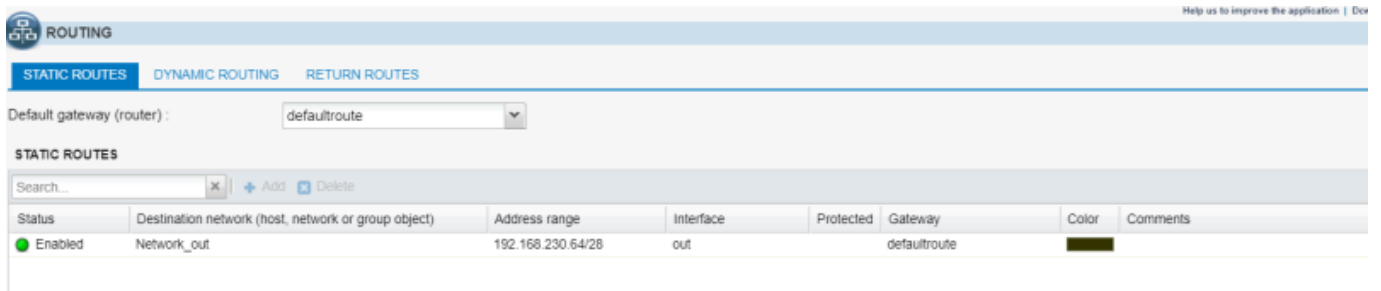 Help us to improve the application |
ROUTING
STATIC ROUTES DYNAMIC ROUTING RETURN ROUTES
Default gateway (router) : defaultroute
STATIC ROUTES
Search... Add Delete
Status Destination network (host, network or group object) Address range Interface Protected Gateway Color Comments
Enabled Network_out 192.168.230.64/28 out defaultroute